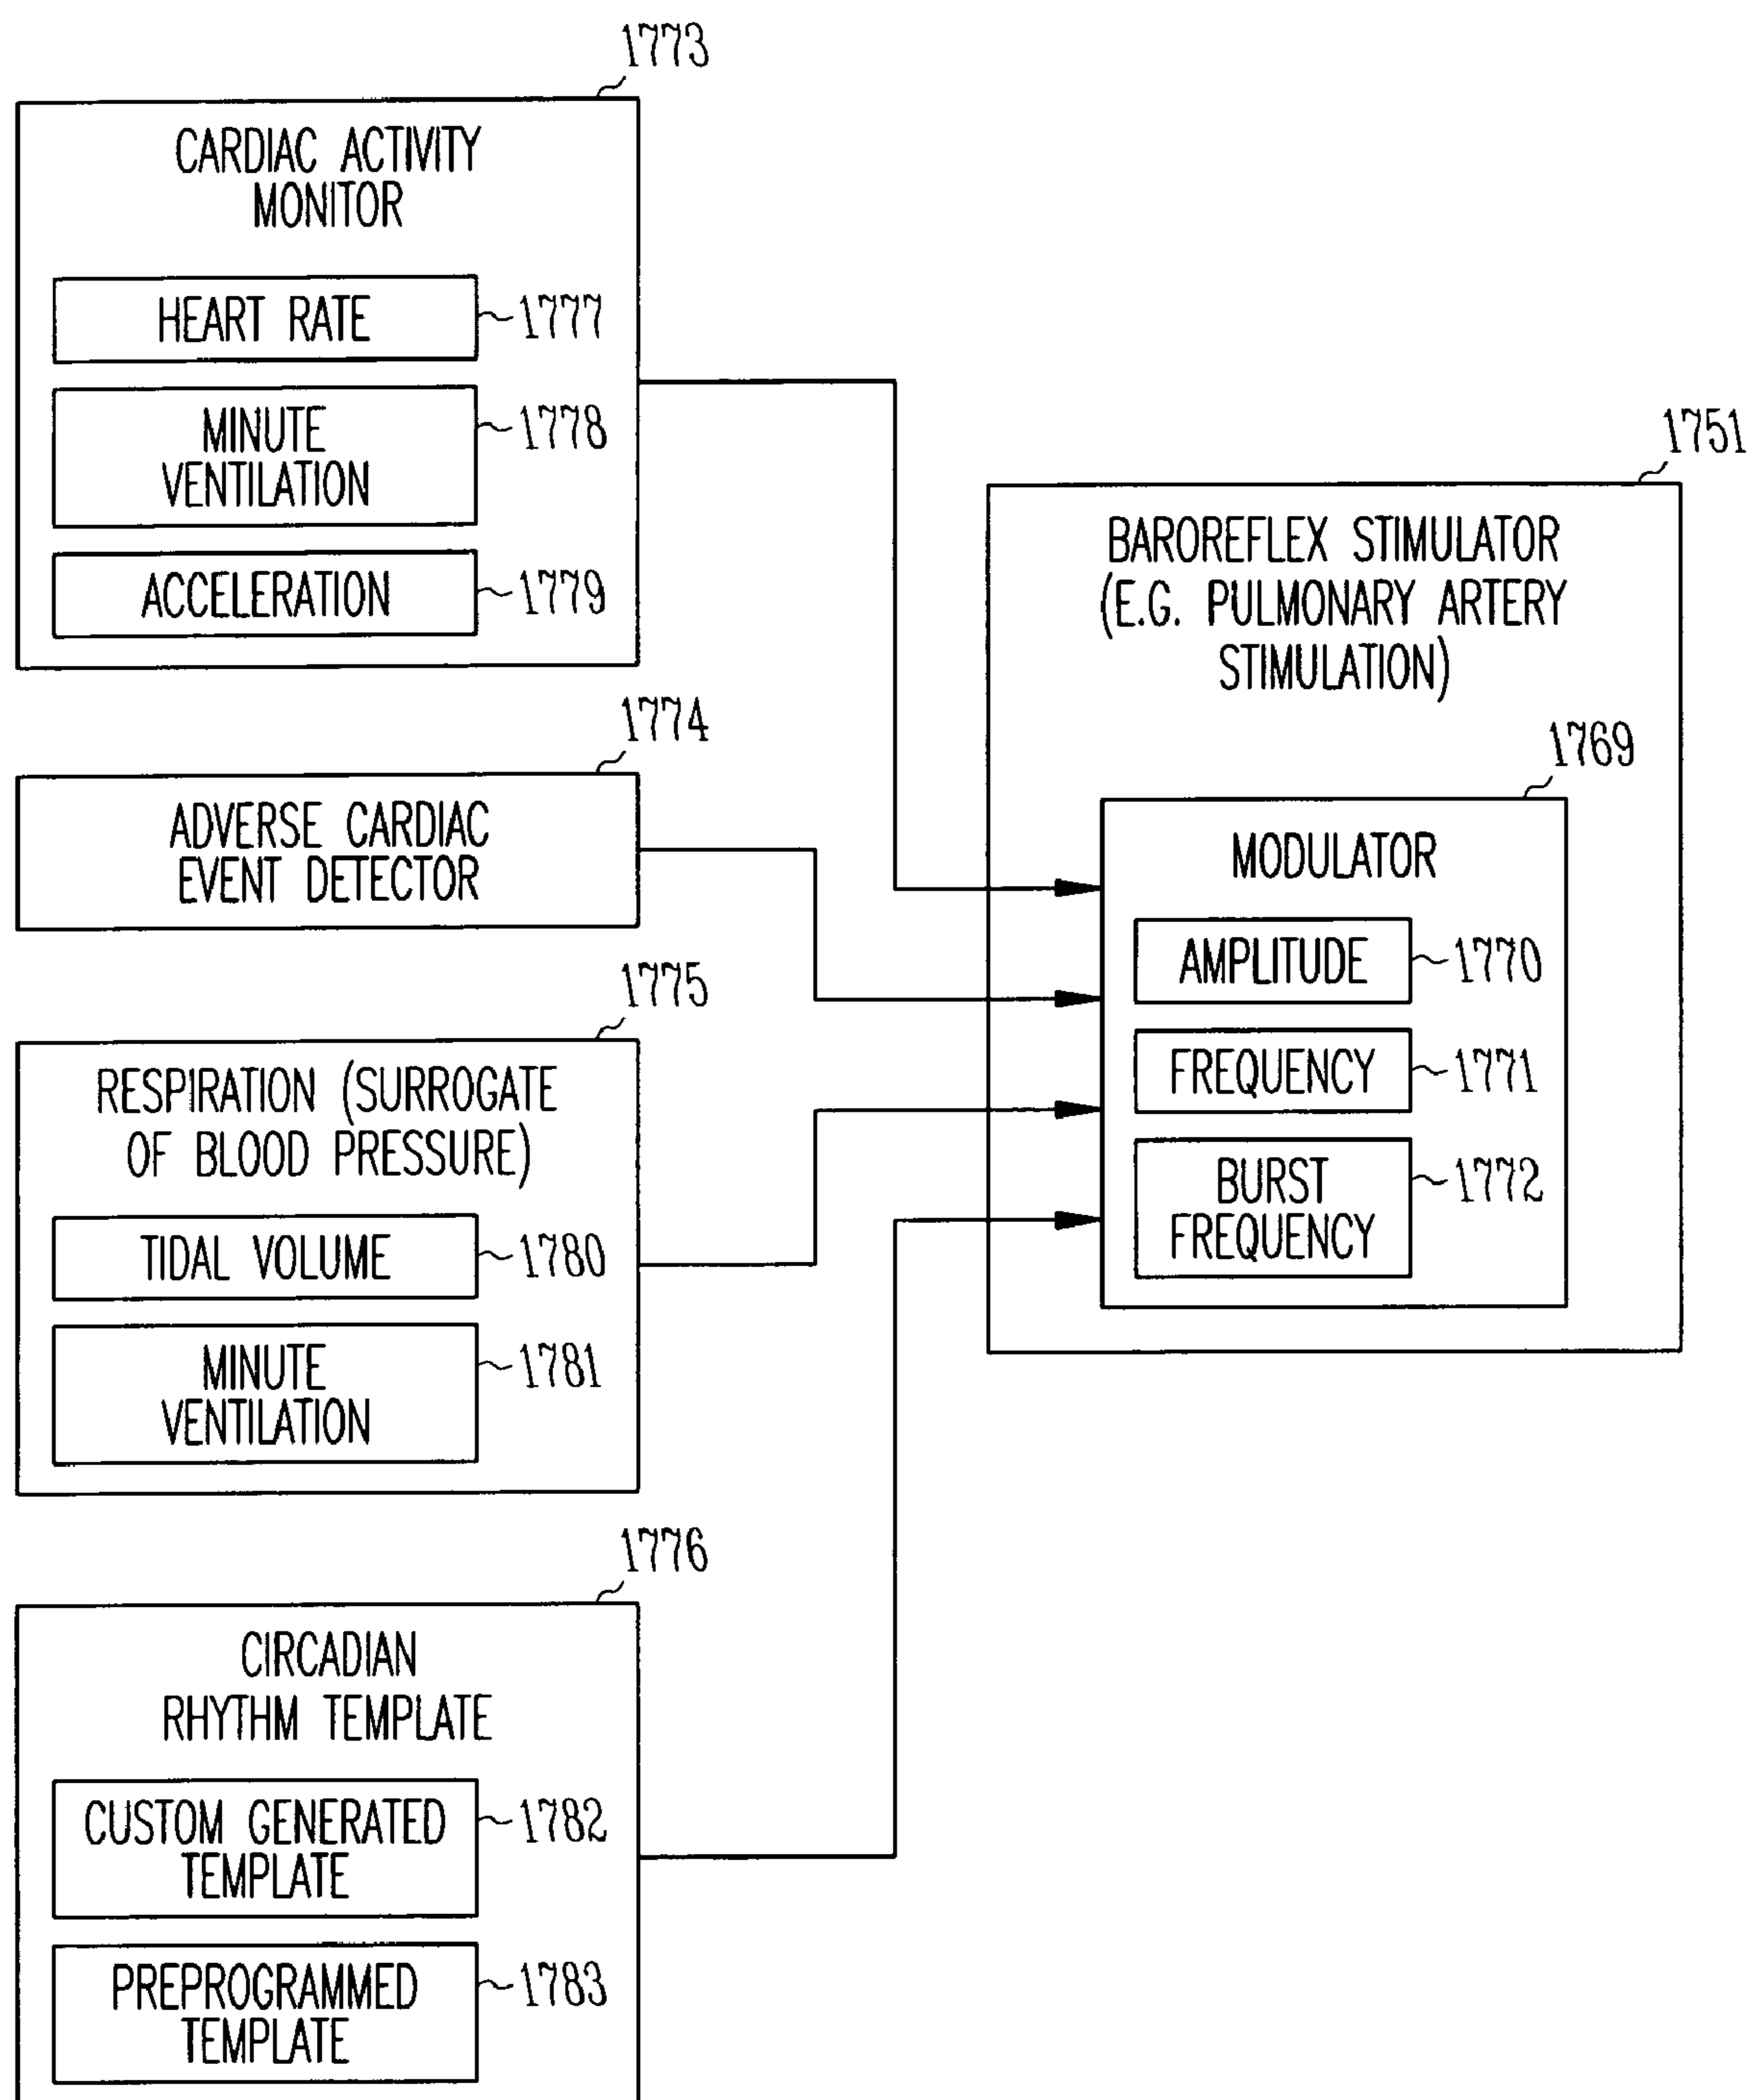 1773
CARDIAC ACTIVITY
MONITOR
HEART RATE
1777
MINUTE
VENTILATION
1778
ACCELERATION
1779
1774
ADVERSE CARDIAC
EVENT DETECTOR
1775
RESPIRATION (SURROGATE
OF BLOOD PRESSURE)
TIDAL VOLUME
1780
MINUTE
VENTILATION
1781
1776
CIRCADIAN
RHYTHM TEMPLATE
CUSTOM GENERATED
TEMPLATE
1782
PREPROGRAMMED
TEMPLATE
1783
1751
BAROREFLEX STIMULATOR
(E.G. PULMONARY ARTERY
STIMULATION)
1769
MODULATOR
AMPLITUDE
1770
FREQUENCY
1771
BURST
FREQUENCY
1772